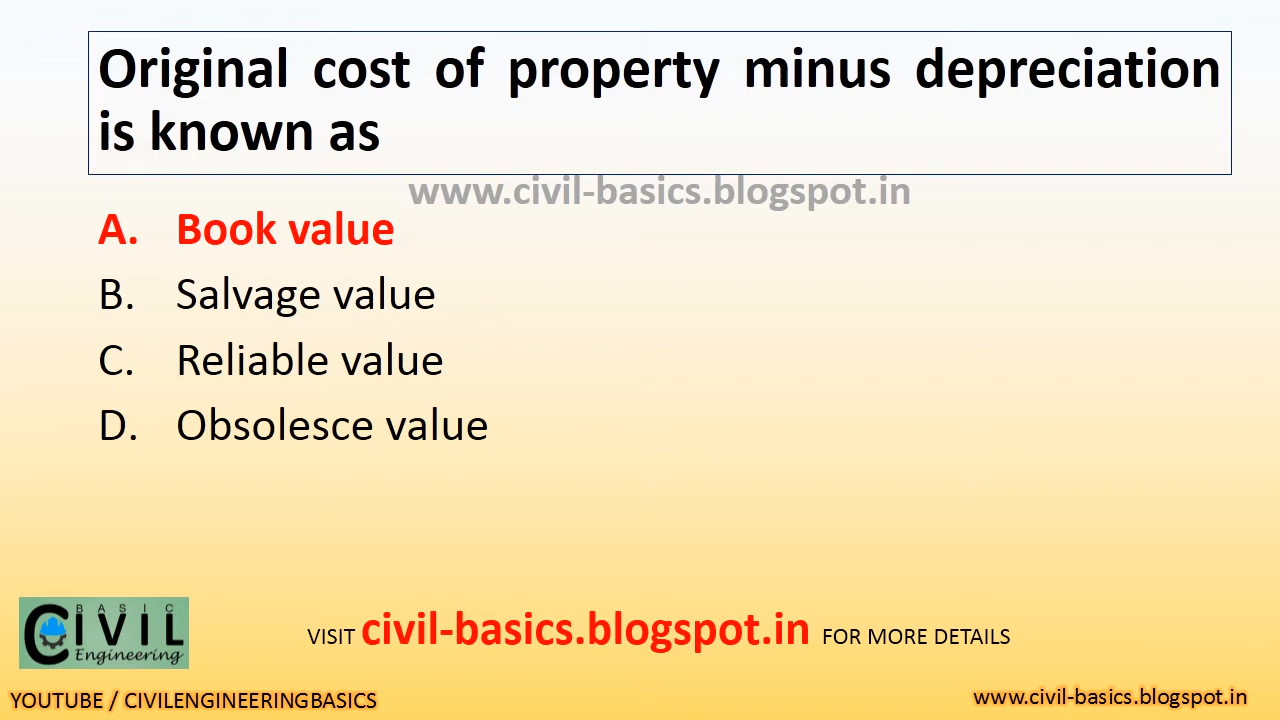 Original cost of property minus depreciation
is known as
www.civil-basics.blogspot.in
A. Book value
B. Salvage value
C. Reliable value
D. Obsolesce value
BASIC
CIVIL
Engineering
VISIT civil-basics.blogspot.in FOR MORE DETAILS
YOUTUBE / CIVILENGINEERINGBASICS
www.civil-basics.blogspot.in